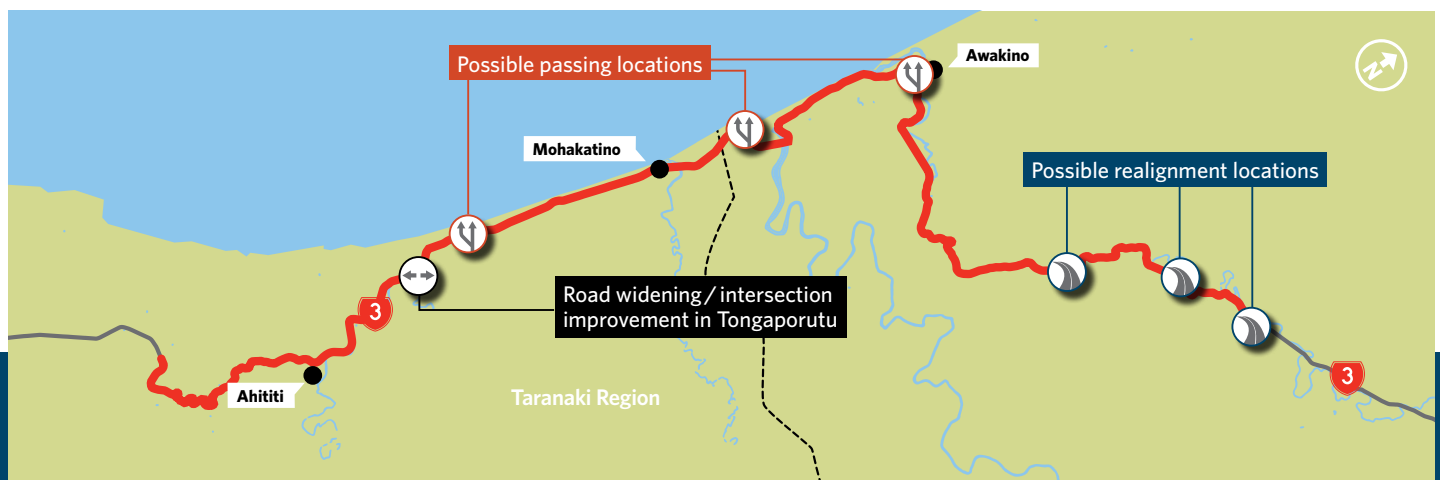 Possible passing locations
Awakino
N
Mohakatino
Possible realignment locations
Road widening / intersection
improvement in Tongaporutu
3
3
Ahititi
Taranaki Region